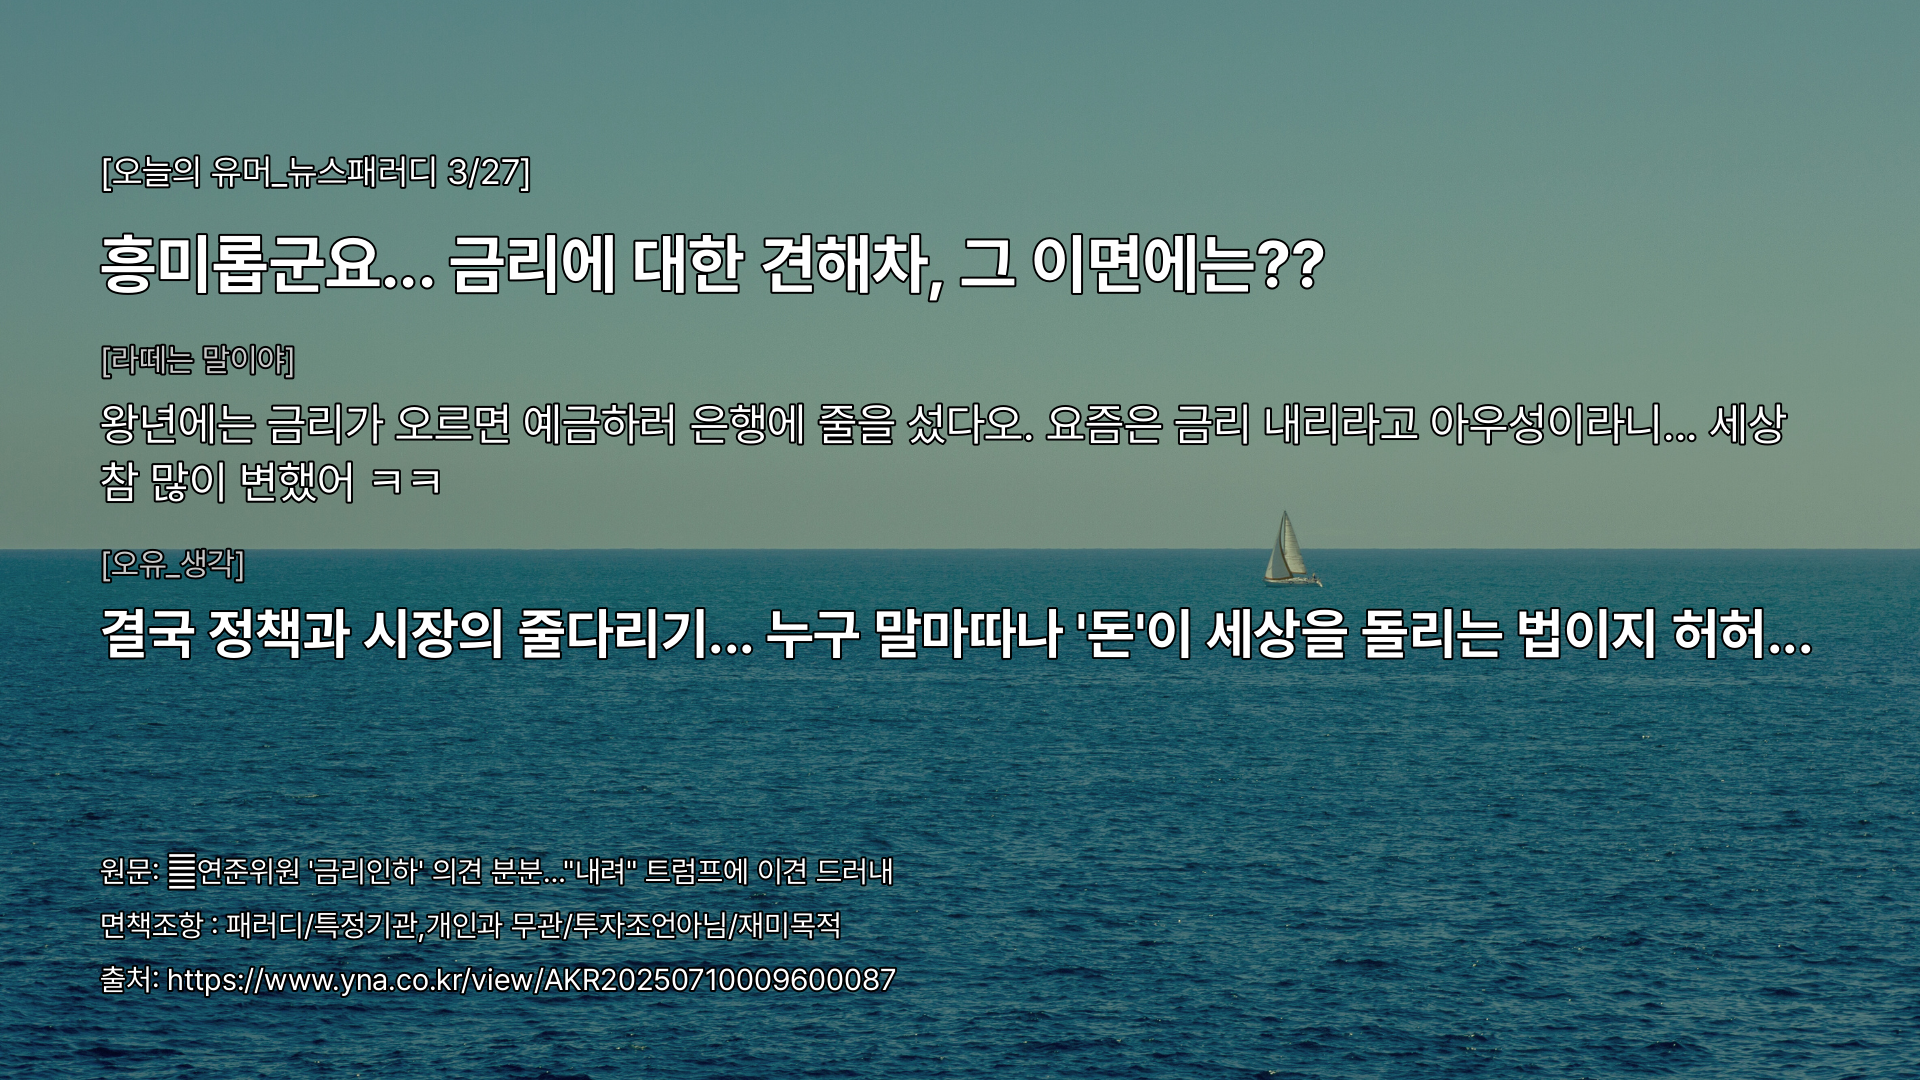 [오늘의 유머_뉴스패러디 3/27]
흥미롭군요... 금리에 대한 견해차, 그 이면에는??
[라떼는 말이야]
왕년에는 금리가 오르면 예금하러 은행에 줄을 섰다오. 요즘은 금리 내리라고 아우성이라니... 세상
참 많이 변했어 ㅋㅋ
[오유_생각]
결국 정책과 시장의 줄다리기... 누구 말마따나 '돈'이 세상을 돌리는 법이지 허허...
원문: 연준위원 '금리인하' 의견 분분..."내려" 트럼프에 이견 드러내
면책조항 : 패러디/특정기관,개인과 무관/투자조언아님/재미목적
출처: https://www.yna.co.kr/view/AKR20250710009600087